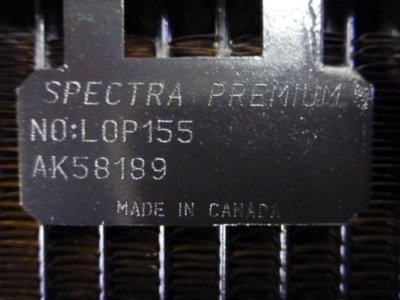 SPECTRA PREMIUM
NO:LOP155
AK58189
MADE IN CANADA